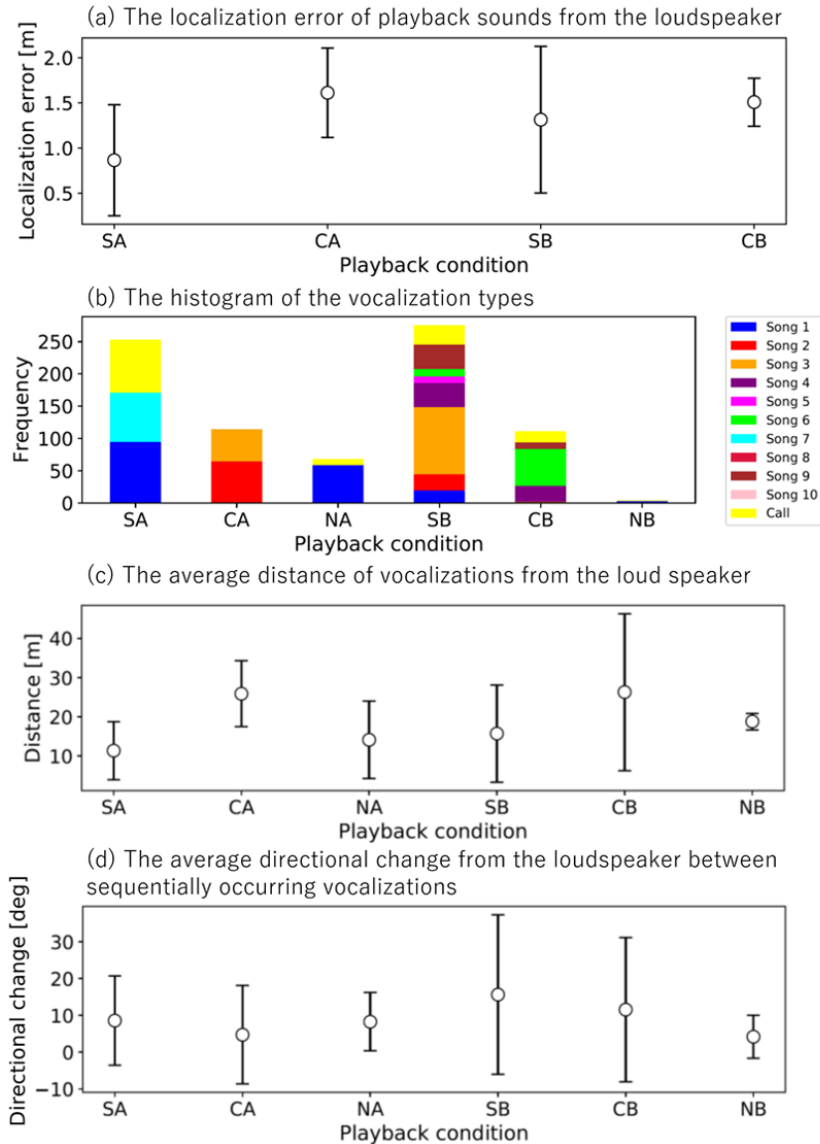 (a) The localization error of playback sounds from the loudspeaker
Localization error [m]
2.0
1.5
1.0
0.5
SA CA SB CB
Playback condition
(b) The histogram of the vocalization types
Frequency
250
200
150
100
50
0
SA CA NA SB CB NB
Playback condition
Song 1
Song 2
Song 3
Song 4
Song 5
Song 6
Song 7
Song 8
Song 9
Song 10
Call
(c) The average distance of vocalizations from the loud speaker
Distance [m]
40
30
20
10
SA CA NA SB CB NB
Playback condition
(d) The average directional change from the loudspeaker between
sequentially occurring vocalizations
Directional change [deg]
30
20
10
0
−10
SA CA NA SB CB NB
Playback condition